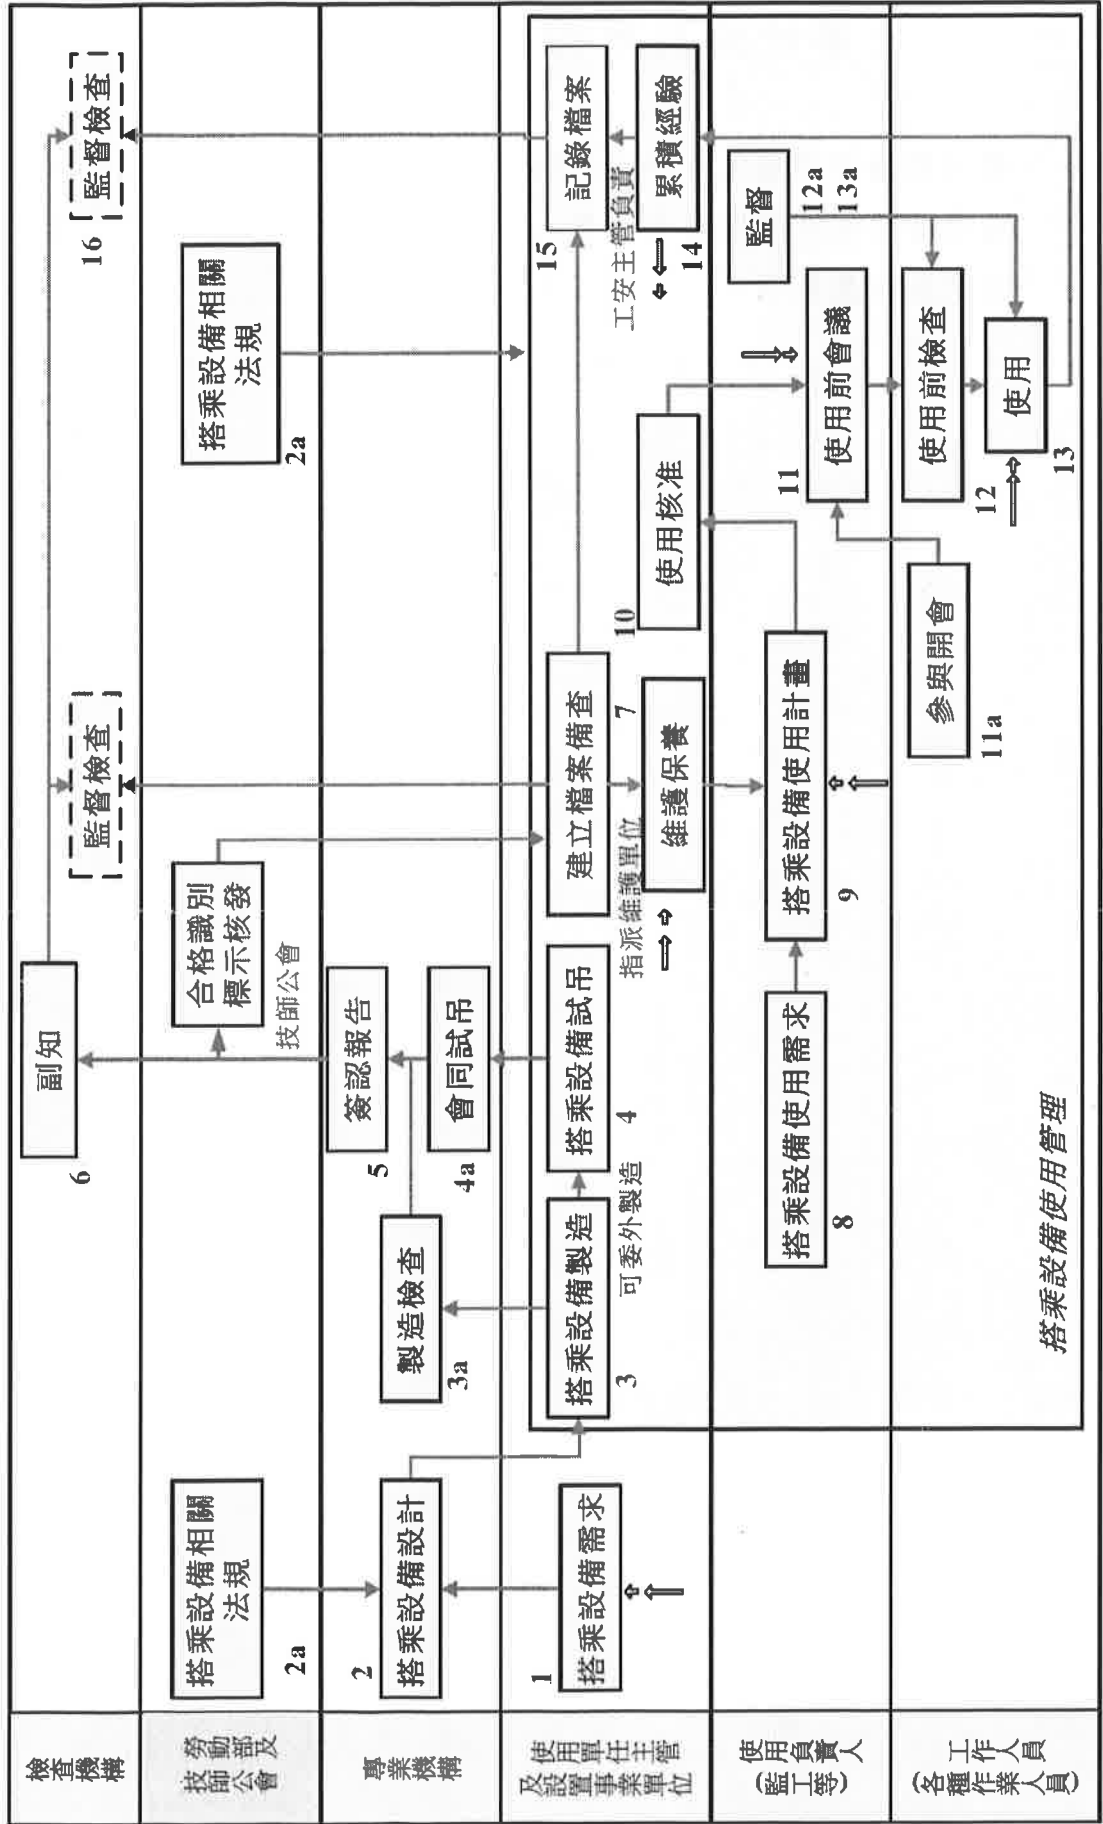 檢查機構
勞動部及
技師公會
專業機構
使用單任主管
及設置事業單位
使用負責人
(監工等)
工作人員
(各種作業人員)
6
副知
監督檢查
16
監督檢查
搭乘設備相關
法規
2a
合格識別
標示核發
技師公會
搭乘設備相關
法規
2a
2
搭乘設備設計
製造檢查
3a
簽認報告
5
會同試吊
4a
1
搭乘設備需求
搭乘設備製造
3
可委外製造
搭乘設備試吊
4
建立檔案備查
7
指派維護單位
維護保養
10
使用核准
15
記錄檔案
工安主管負責
累積經驗
14
搭乘設備使用需求
8
搭乘設備使用計畫
9
11
使用前會議
監督
12a
13a
參與開會
11a
使用前檢查
12
使用
13
搭乘設備使用管理